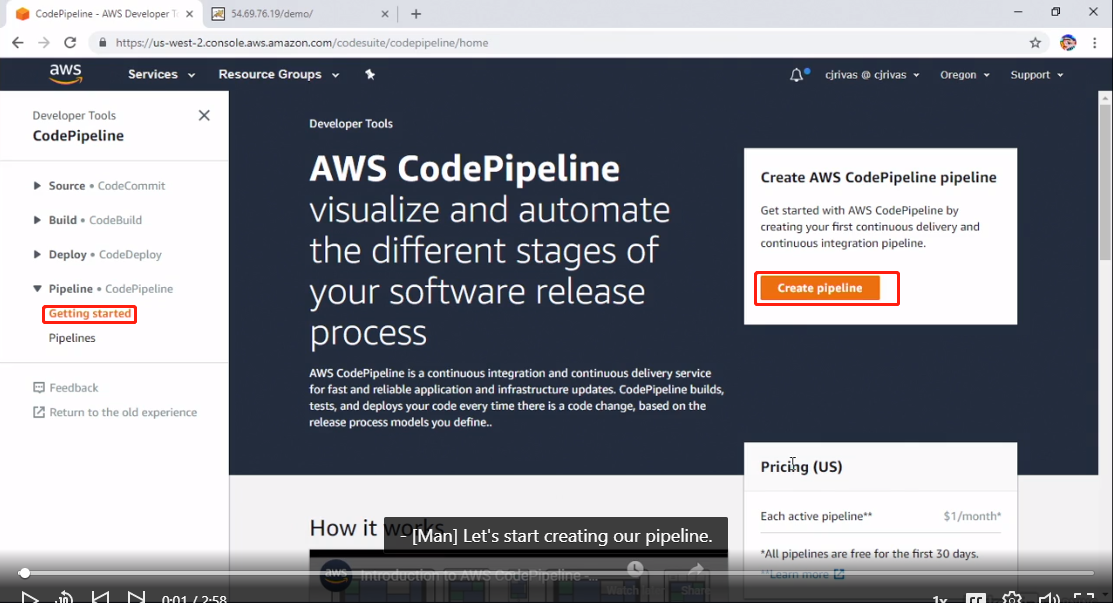 CodePipeline - AWS Developer To
54.69.76.19/demo/
https://us-west-2.console.aws.amazon.com/codesuite/codepipeline/home
aws
Services
Resource Groups
cjrivas @ cjrivas
Oregon
Support
Developer Tools
CodePipeline
Source • CodeCommit
Build • CodeBuild
Deploy • CodeDeploy
Pipeline • CodePipeline
Getting started
Pipelines
Feedback
Return to the old experience
Developer Tools
AWS CodePipeline
visualize and automate
the different stages of
your software release
process
AWS CodePipeline is a continuous integration and continuous delivery service
for fast and reliable application and infrastructure updates. CodePipeline builds,
tests, and deploys your code every time there is a code change, based on the
release process models you define..
Create AWS CodePipeline pipeline
Get started with AWS CodePipeline by
creating your first continuous delivery and
continuous integration pipeline.
Create pipeline
Pricing (US)
Each active pipeline**
$1/month*
*All pipelines are free for the first 30 days.
**Learn more
How it works
- [Man] Let's start creating our pipeline.
aws
Introduction to AWS CodePipeline -...
Watch
Share
10
0:01 / 2:58
1x
CC